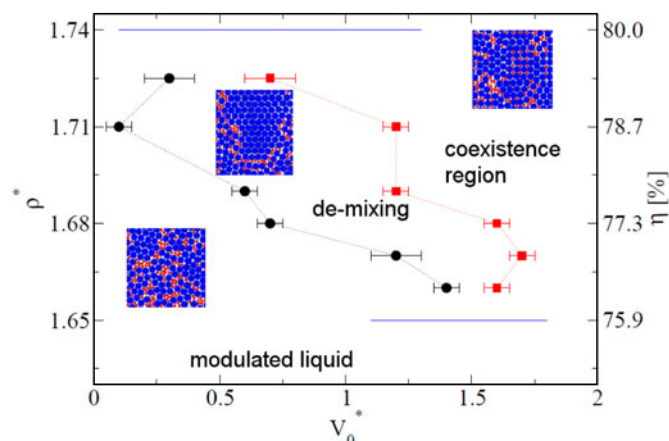 1.74
1.71
1.68
1.65
ρ*
80.0
78.7
77.3
75.9
η [%]
coexistence
region
de-mixing
modulated liquid
0
0.5
1
1.5
2
V₀*